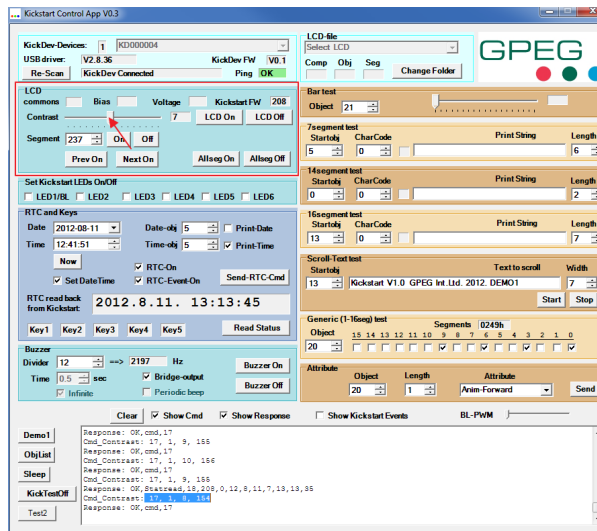 Kickstart Control App V0.3
KickDev-Devices: 1 KD000004
USB driver: V2.8.36 KickDev FW V0.1
Re-Scan KickDev Connected Ping OK
LCD-file
Select LCD
Comp Obj Seg
Change Folder
GPEG
LCD
commons Bias Voltage Kickstart FW 208
Contrast 7 LCD On LCD Off
Segment 237 On Off
Prev On Next On Allseg On Allseg Off
Bar test
Object 21
7segment test
Startobj CharCode Print String Length
5 0 6
14segment test
Startobj CharCode Length
0 0 2
16segment test
Startobj CharCode Print String Length
13 0 7
Set Kickstart LEDs On/Off
LED1/BL LED2 LED3 LED4 LED5 LED6
RTC and Keys
Date 2012-08-11 Date-obj 5 Print-Date
Time 12:41:51 Time-obj 5 Print-Time
Now RTC-On
Set DateTime RTC-Event-On Send-RTC-Cmd
RTC read back
from Kickstart: 2012.8.11. 13:13:45
Key1 Key2 Key3 Key4 Key5 Read Status
Scroll-Text test
Startobj Text to scroll Width
13 Kickstart V1.0 GPEG Int.Ltd. 2012. DEMO1 7
Start Stop
Generic (1-16seg) test
Segments 0249h
Object 15 14 13 12 11 10 9 8 7 6 5 4 3 2 1 0
20
Buzzer
Divider 12 ==> 2197 Hz Buzzer On
Time 0.5 sec Bridge-output
Infinite Periodic beep Buzzer Off
Attribute
Object Length Attribute
20 1 Anim-Forward Send
Clear Show Cmd Show Response Show Kickstart Events BL-PWM
Demo1
ObjList
Sleep
KickTestOff
Test2
Response: OK,cmd,17
Cmd_Contrast: 17, 1, 9, 155
Response: OK,cmd,17
Cmd_Contrast: 17, 1, 10, 156
Response: OK,cmd,17
Cmd_Contrast: 17, 1, 9, 155
Response: OK,Statread,18,208,0,12,8,11,7,13,13,35
Cmd_Contrast: 17, 1, 8, 154
Response: OK,cmd,17